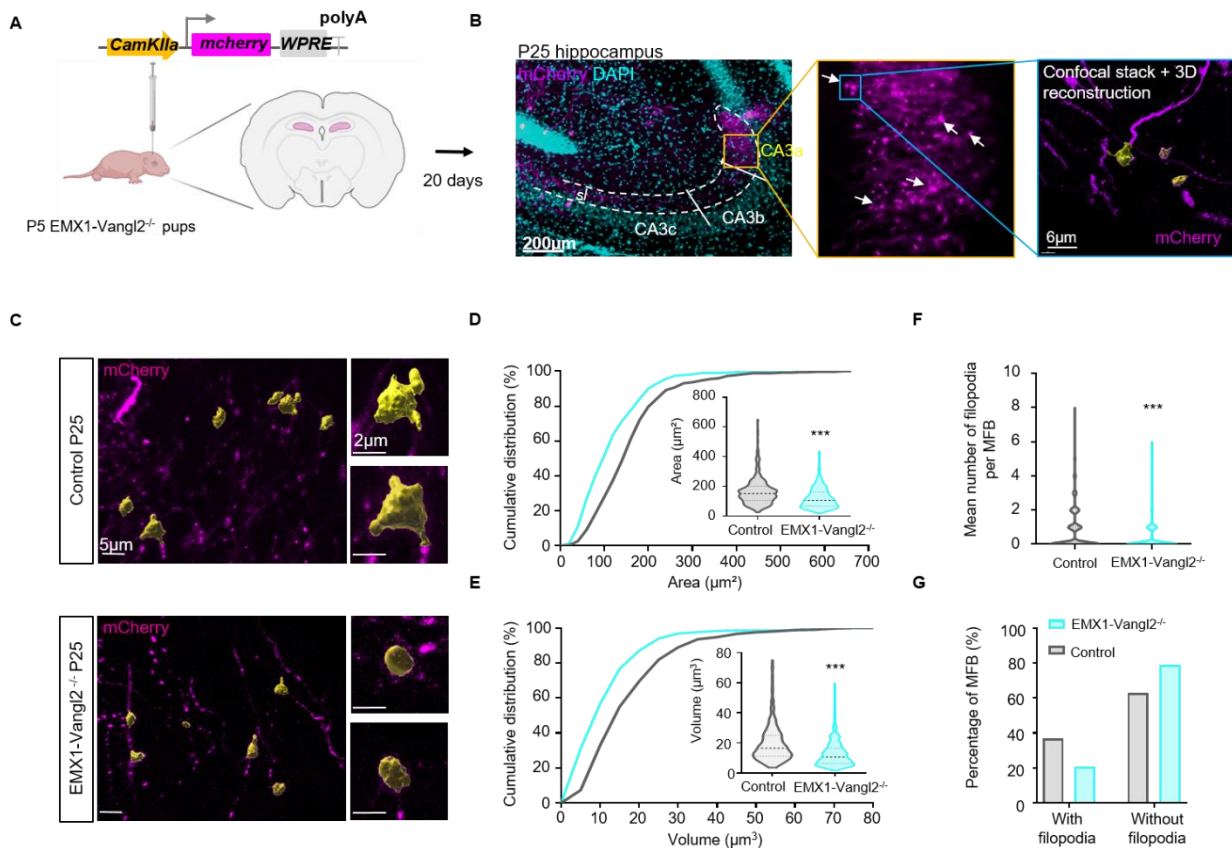 A
polyA
CamKIIa
mcherry
WPRE
P5 EMX1-Vangl2-/- pups
20 days
B
P25 hippocampus
mCherry DAPI
CA3a
sl
CA3b
CA3c
200µm
Confocal stack + 3D
reconstruction
6µm
mCherry
C
Control P25
mCherry
5µm
2µm
EMX1-Vangl2-/- P25
mCherry
D
Cumulative distribution (%)
100
80
60
40
20
0
0 100 200 300 400 500 600 700
Area (µm²)
Area (µm²)
800
600
400
200
0
***
Control EMX1-Vangl2-/-
E
Cumulative distribution (%)
100
80
60
40
20
0
0 10 20 30 40 50 60 70 80
Volume (µm³)
Volume (µm³)
80
60
40
20
0
***
Control EMX1-Vangl2-/-
F
Mean number of filopodia
per MFB
10
8
6
4
2
0
***
Control EMX1-Vangl2-/-
G
EMX1-Vangl2-/-
Control
Percentage of MFB (%)
100
80
60
40
20
0
With
filopodia
Without
filopodia